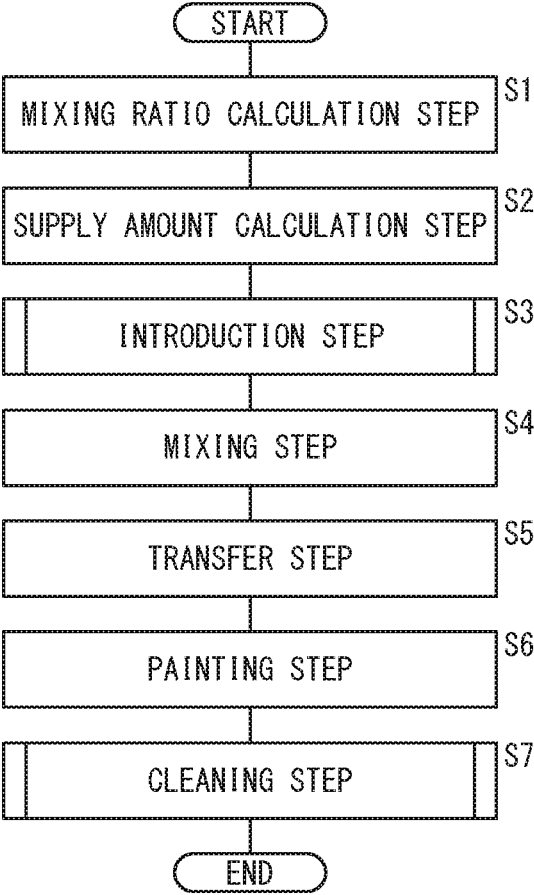 START
S1
MIXING RATIO CALCULATION STEP
S2
SUPPLY AMOUNT CALCULATION STEP
S3
INTRODUCTION STEP
S4
MIXING STEP
S5
TRANSFER STEP
S6
PAINTING STEP
S7
CLEANING STEP
END